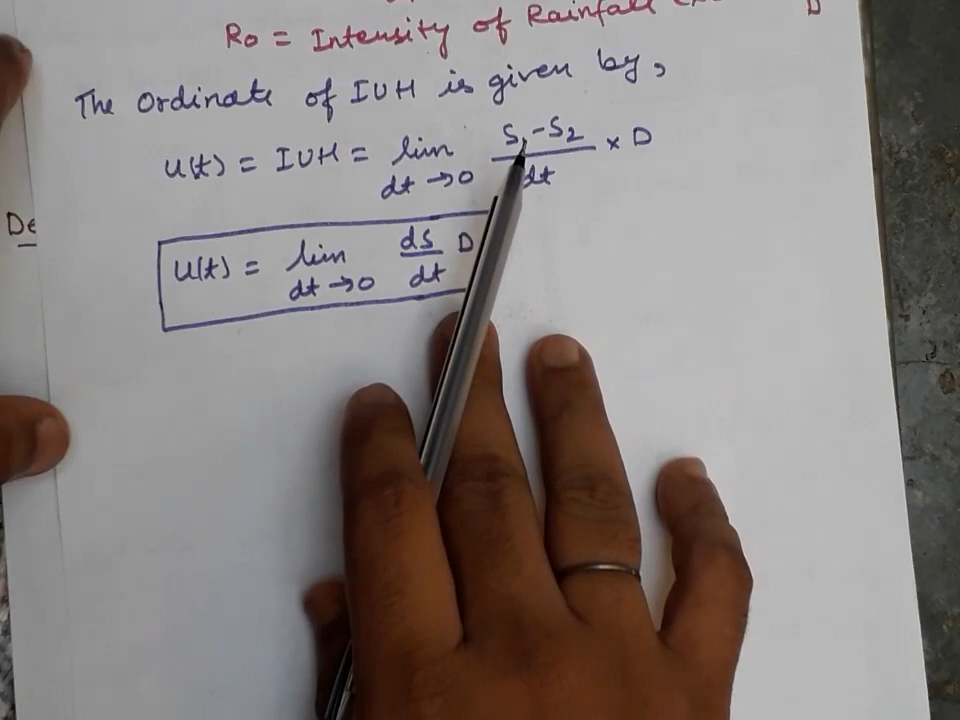 Ro = Intensity of Rainfall D
The Ordinate of IUH is given by,
U(t) = IUH = lim dt→0 S1-S2 / dt × D
De
U(t) = lim dt→0 ds/dt D